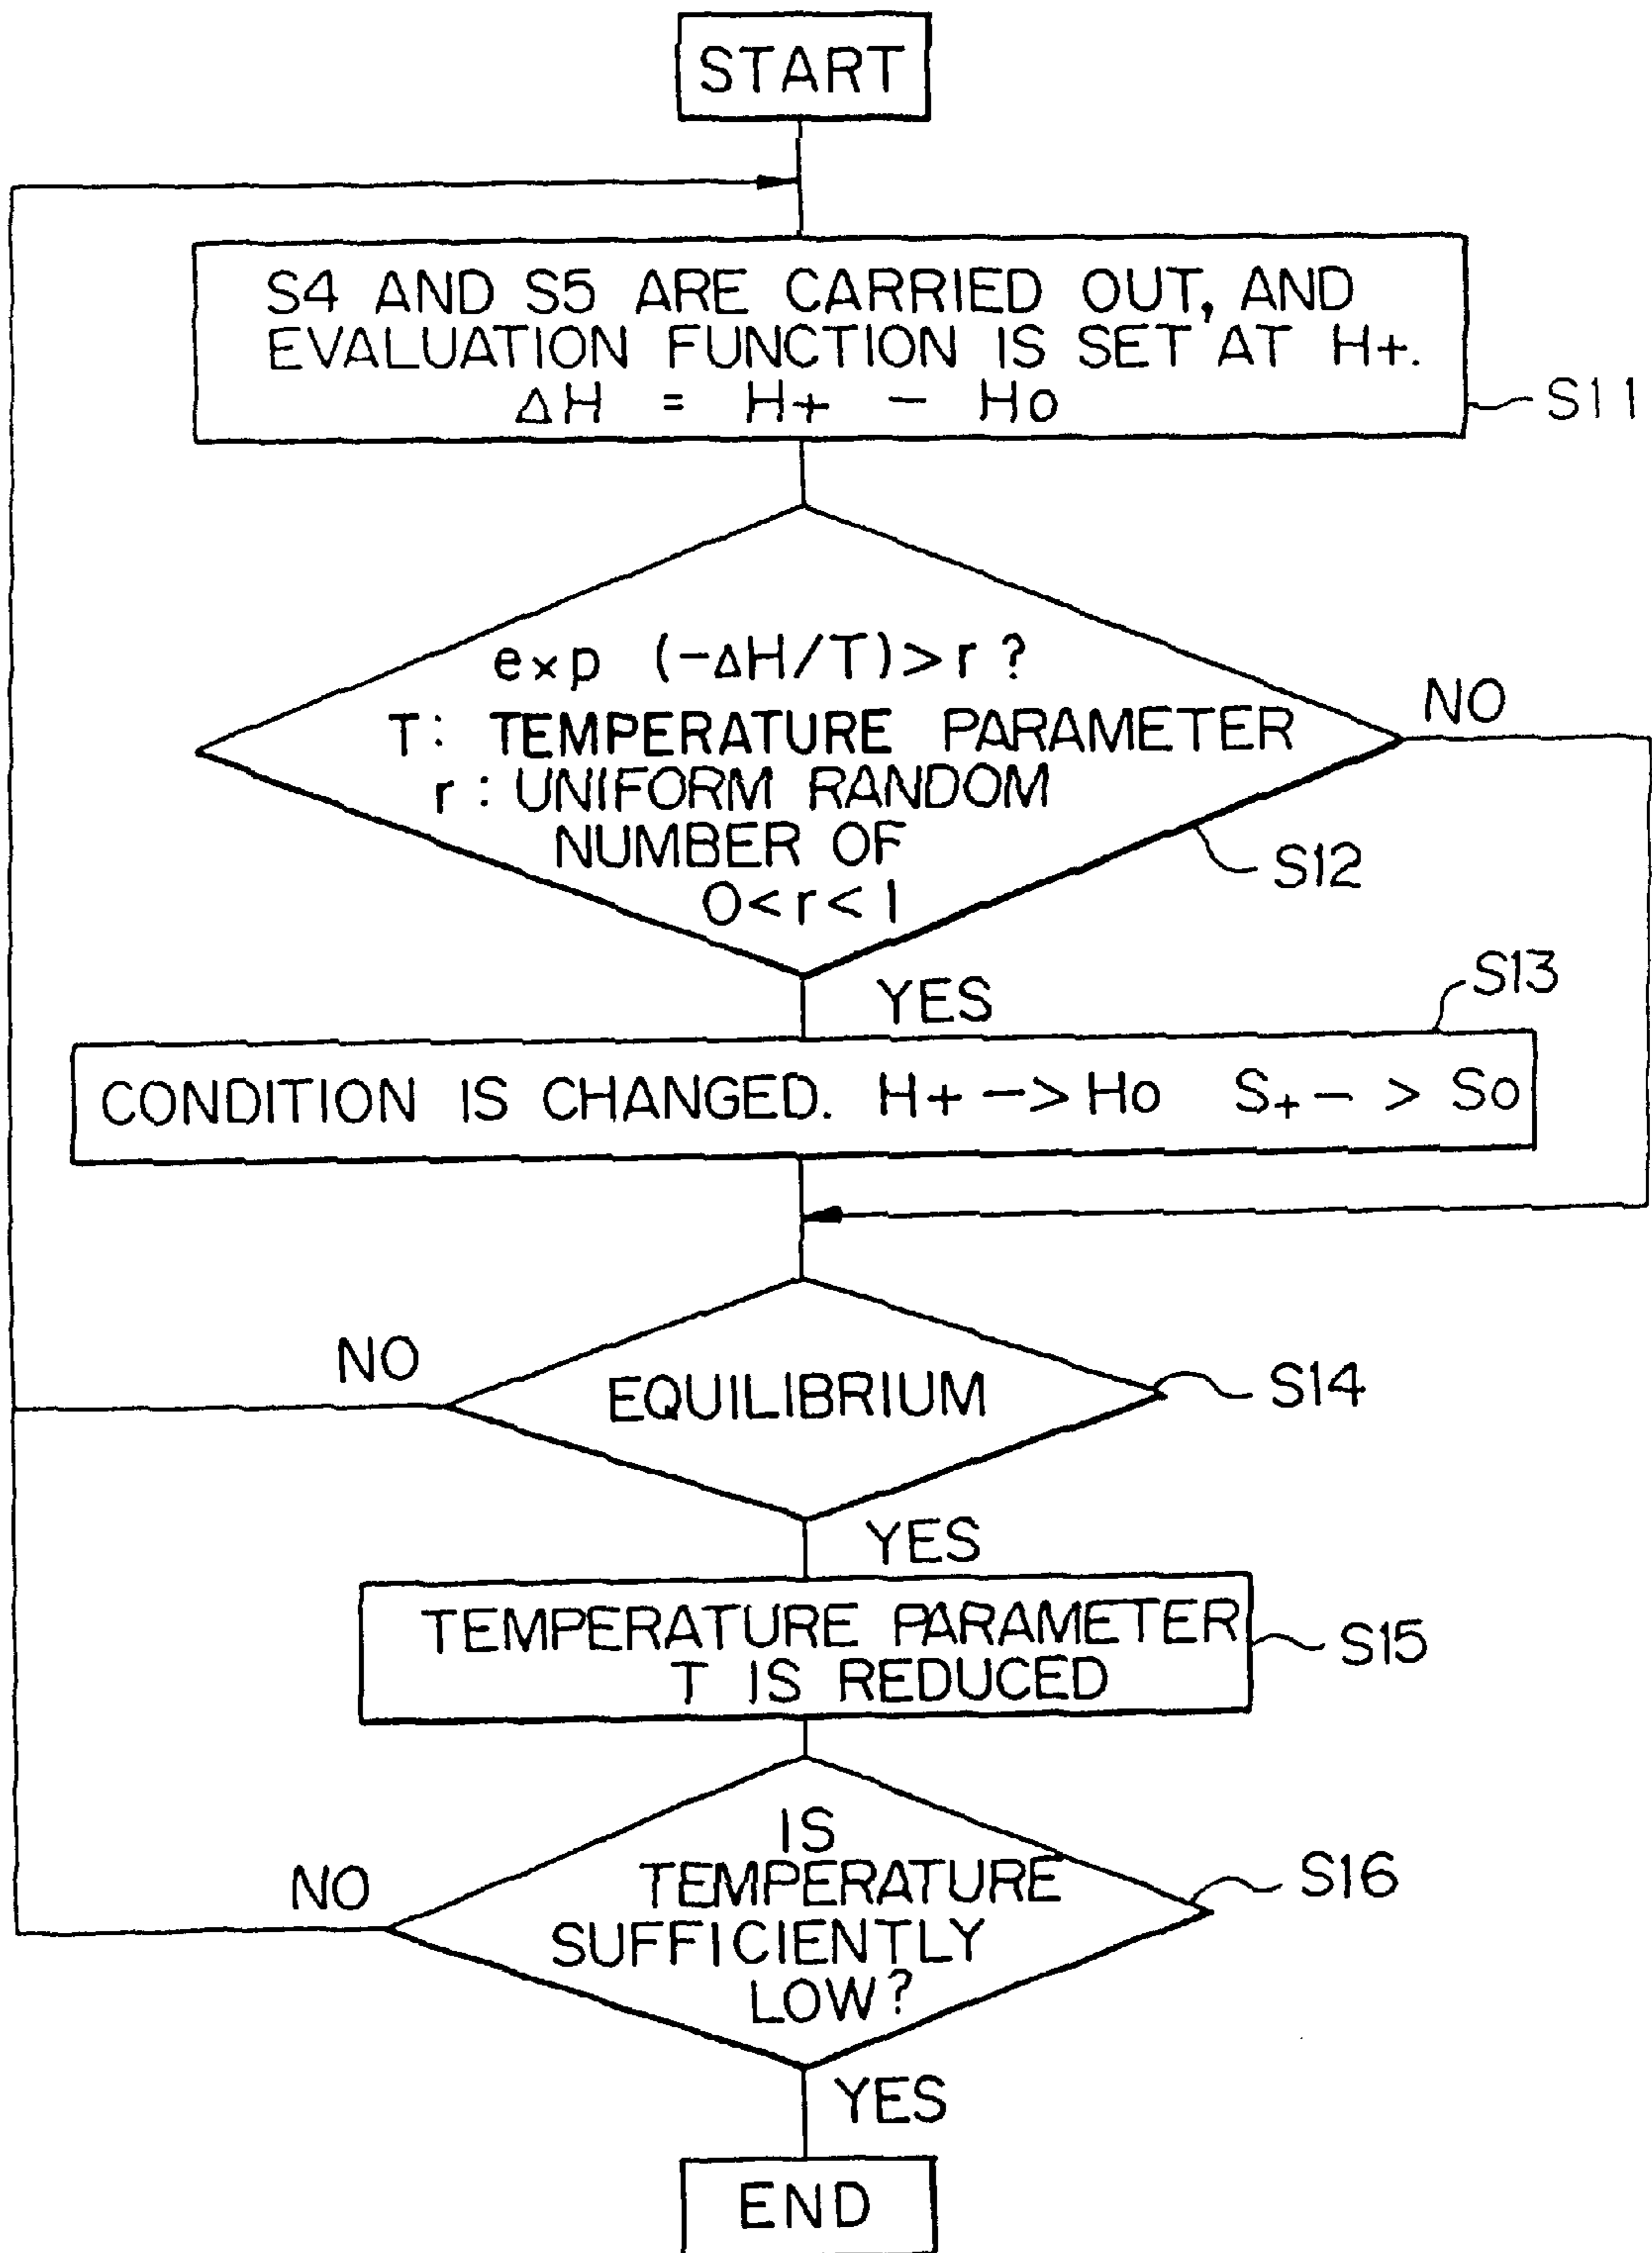 START
S4 AND S5 ARE CARRIED OUT, AND
EVALUATION FUNCTION IS SET AT H+.
ΔH = H+ - Ho
S11
exp (-ΔH/T)>r ?
T: TEMPERATURE PARAMETER
r : UNIFORM RANDOM
NUMBER OF
0<r<1
NO
S12
YES
S13
CONDITION IS CHANGED. H+ -> Ho S+ - > So
NO
EQUILIBRIUM
S14
YES
TEMPERATURE PARAMETER
T IS REDUCED
S15
IS
TEMPERATURE
SUFFICIENTLY
LOW?
NO
S16
YES
END